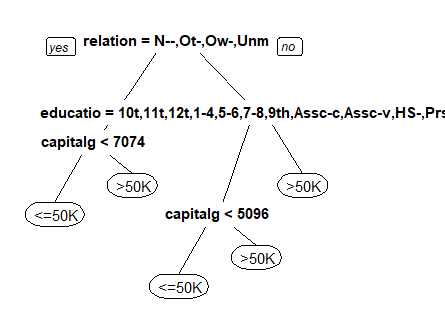 yes relation = N--,Ot-,Ow-,Unm no
educatio = 10t,11t,12t,1-4,5-6,7-8,9th,Assc-c,Assc-v,HS-,Prs
capitalg < 7074
>50K >50K
<=50K capitalg < 5096
>50K
<=50K